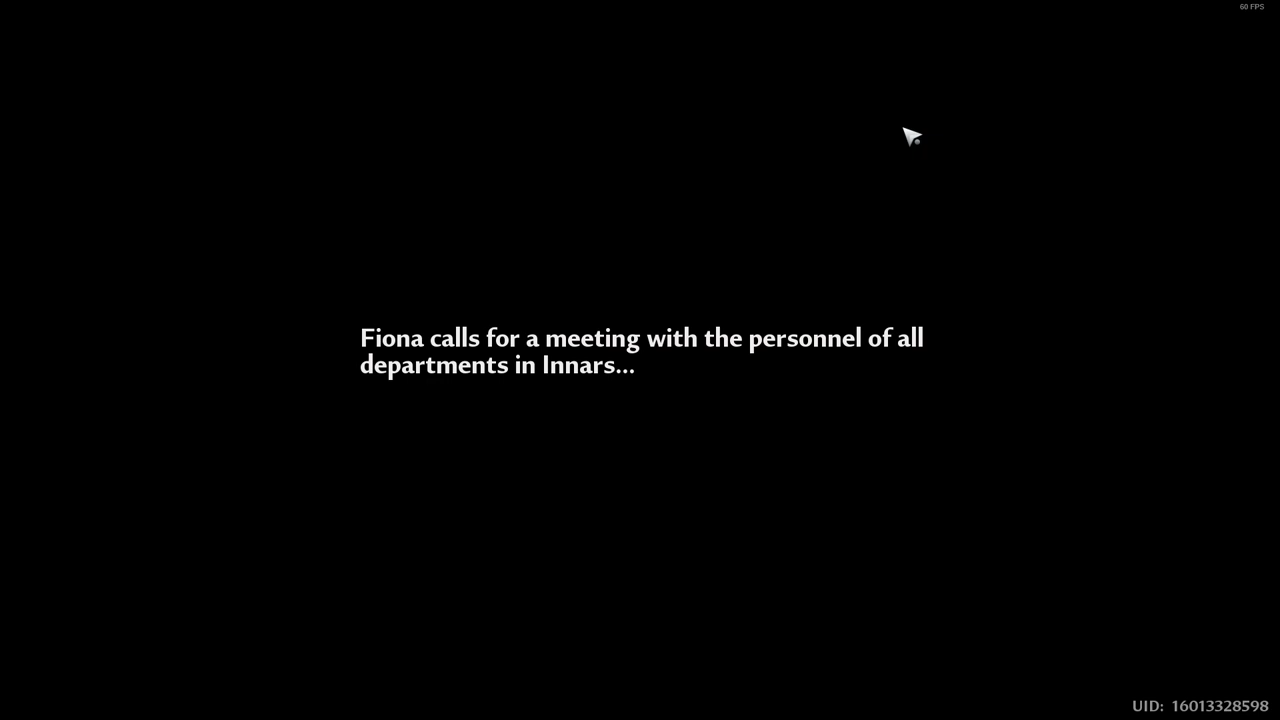 60 FPS
Fiona calls for a meeting with the personnel of all
departments in Innars...
UID: 16013328598